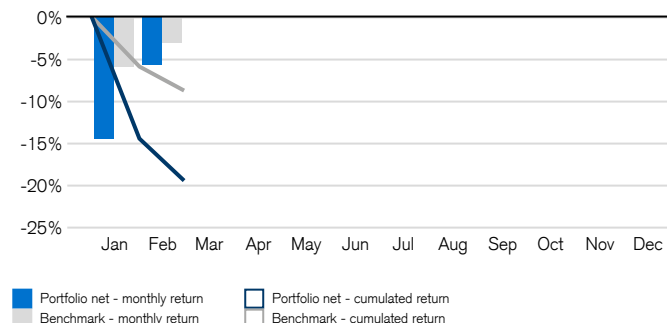 0%
-5%
-10%
-15%
-20%
-25%
Jan Feb Mar Apr May Jun Jul Aug Sep Oct Nov Dec
Portfolio net - monthly return Portfolio net - cumulated return
Benchmark - monthly return Benchmark - cumulated return